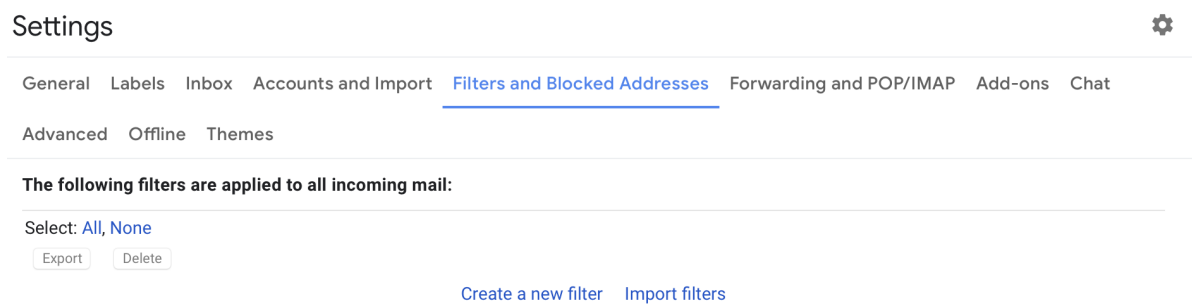 Settings
General Labels Inbox Accounts and Import Filters and Blocked Addresses Forwarding and POP/IMAP Add-ons Chat
Advanced Offline Themes
The following filters are applied to all incoming mail:
Select: All, None
Export Delete
Create a new filter Import filters